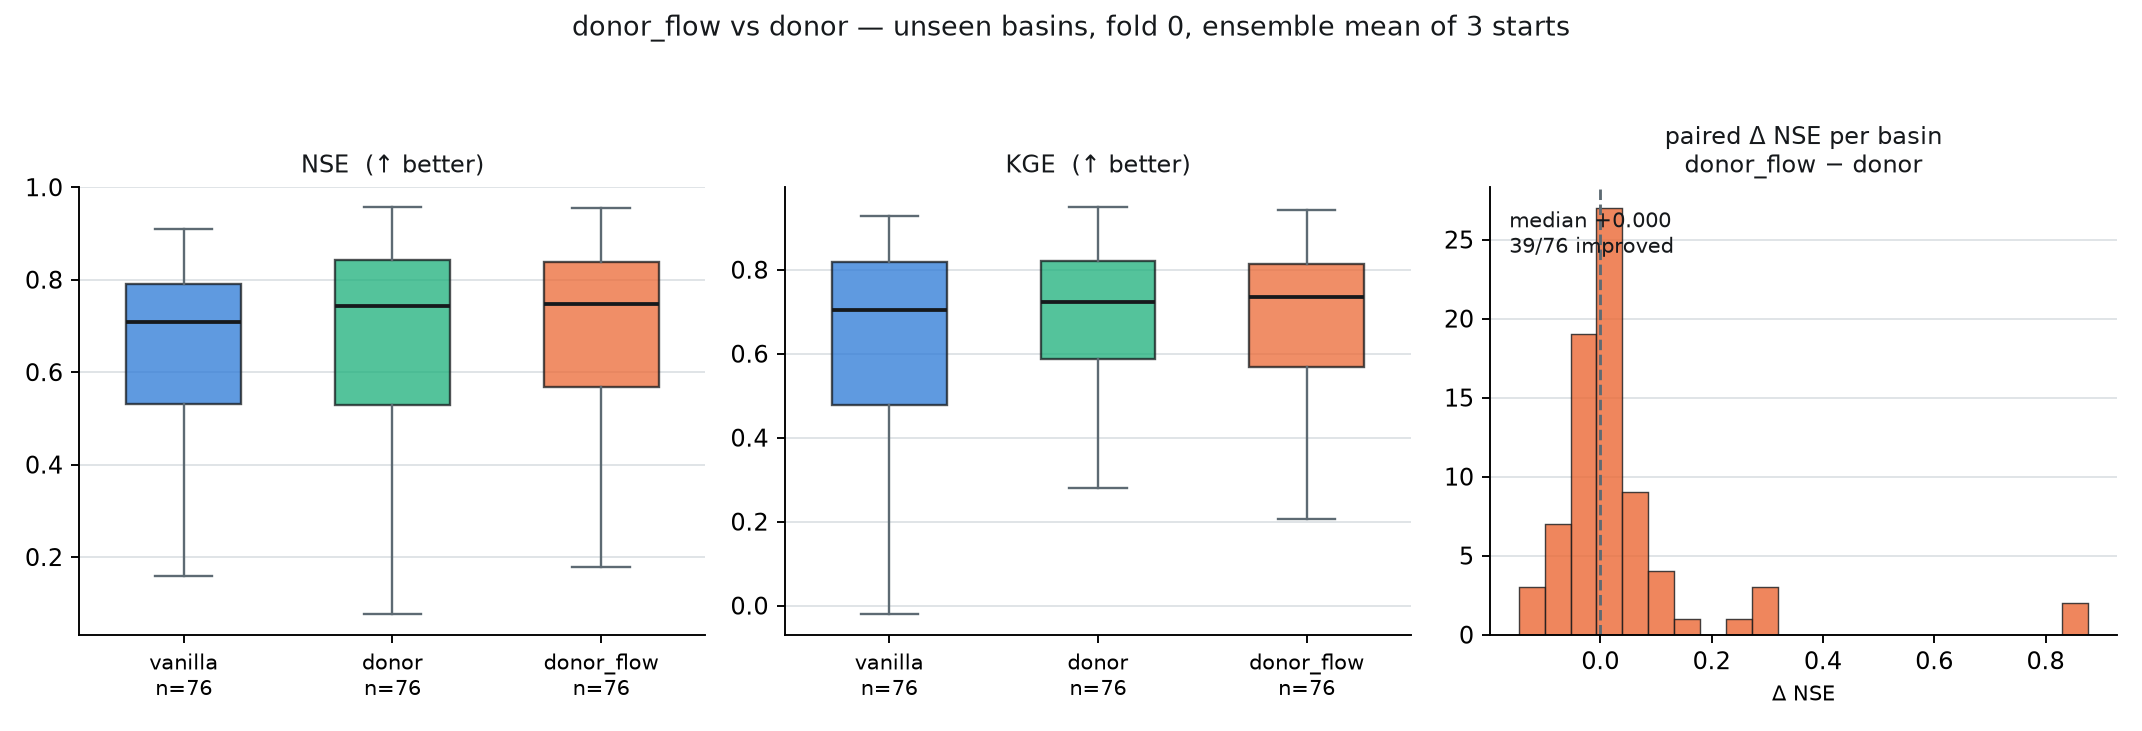 donor_flow vs donor — unseen basins, fold 0, ensemble mean of 3 starts
NSE  (↑ better)
1.0
0.8
0.6
0.4
0.2
vanilla
n=76
donor
n=76
donor_flow
n=76
KGE  (↑ better)
0.8
0.6
0.4
0.2
0.0
vanilla
n=76
donor
n=76
donor_flow
n=76
paired Δ NSE per basin
donor_flow − donor
median +0.000
39/76 improved
25
20
15
10
5
0
0.0
0.2
0.4
0.6
0.8
Δ NSE